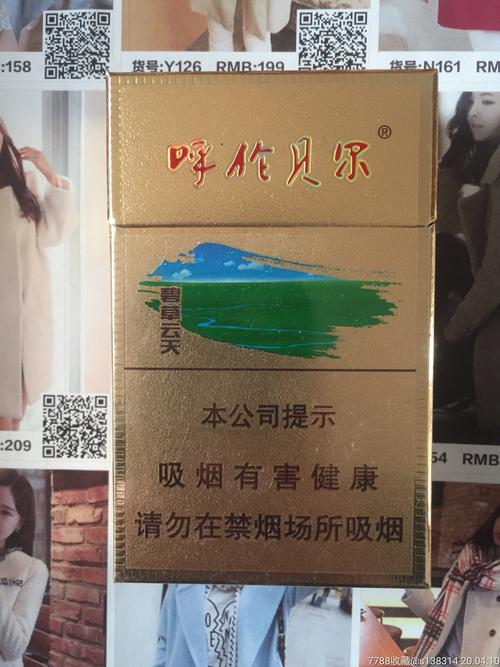 :158
货号:Y126 RMB:199
货号:N161 RMB
呼伦贝尔®
碧草云天
:209
54 RMB
本公司提示
吸烟有害健康
请勿在禁烟场所吸烟
7788收藏@s138314-20.04.10